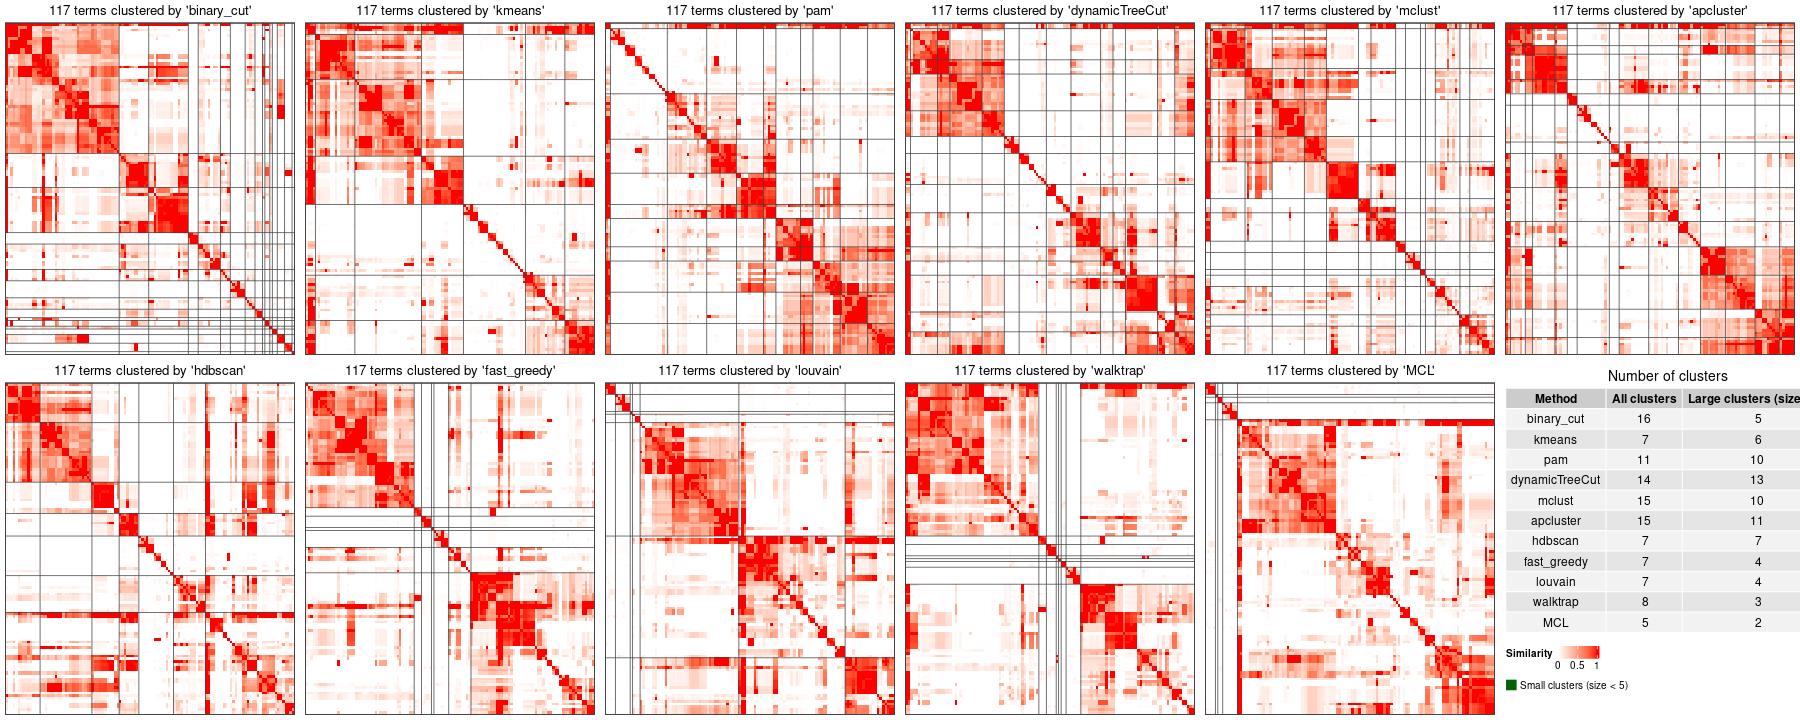 117 terms clustered by 'binary_cut'
117 terms clustered by 'kmeans'
117 terms clustered by 'pam'
117 terms clustered by 'dynamicTreeCut'
117 terms clustered by 'mclust'
117 terms clustered by 'apcluster'
117 terms clustered by 'hdbscan'
117 terms clustered by 'fast_greedy'
117 terms clustered by 'louvain'
117 terms clustered by 'walktrap'
117 terms clustered by 'MCL'
Number of clusters
Method All clusters Large clusters (size
binary_cut 16 5
kmeans 7 6
pam 11 10
dynamicTreeCut 14 13
mclust 15 10
apcluster 15 11
hdbscan 7 7
fast_greedy 7 4
louvain 7 4
walktrap 8 3
MCL 5 2
Similarity
0 0.5 1
Small clusters (size < 5)